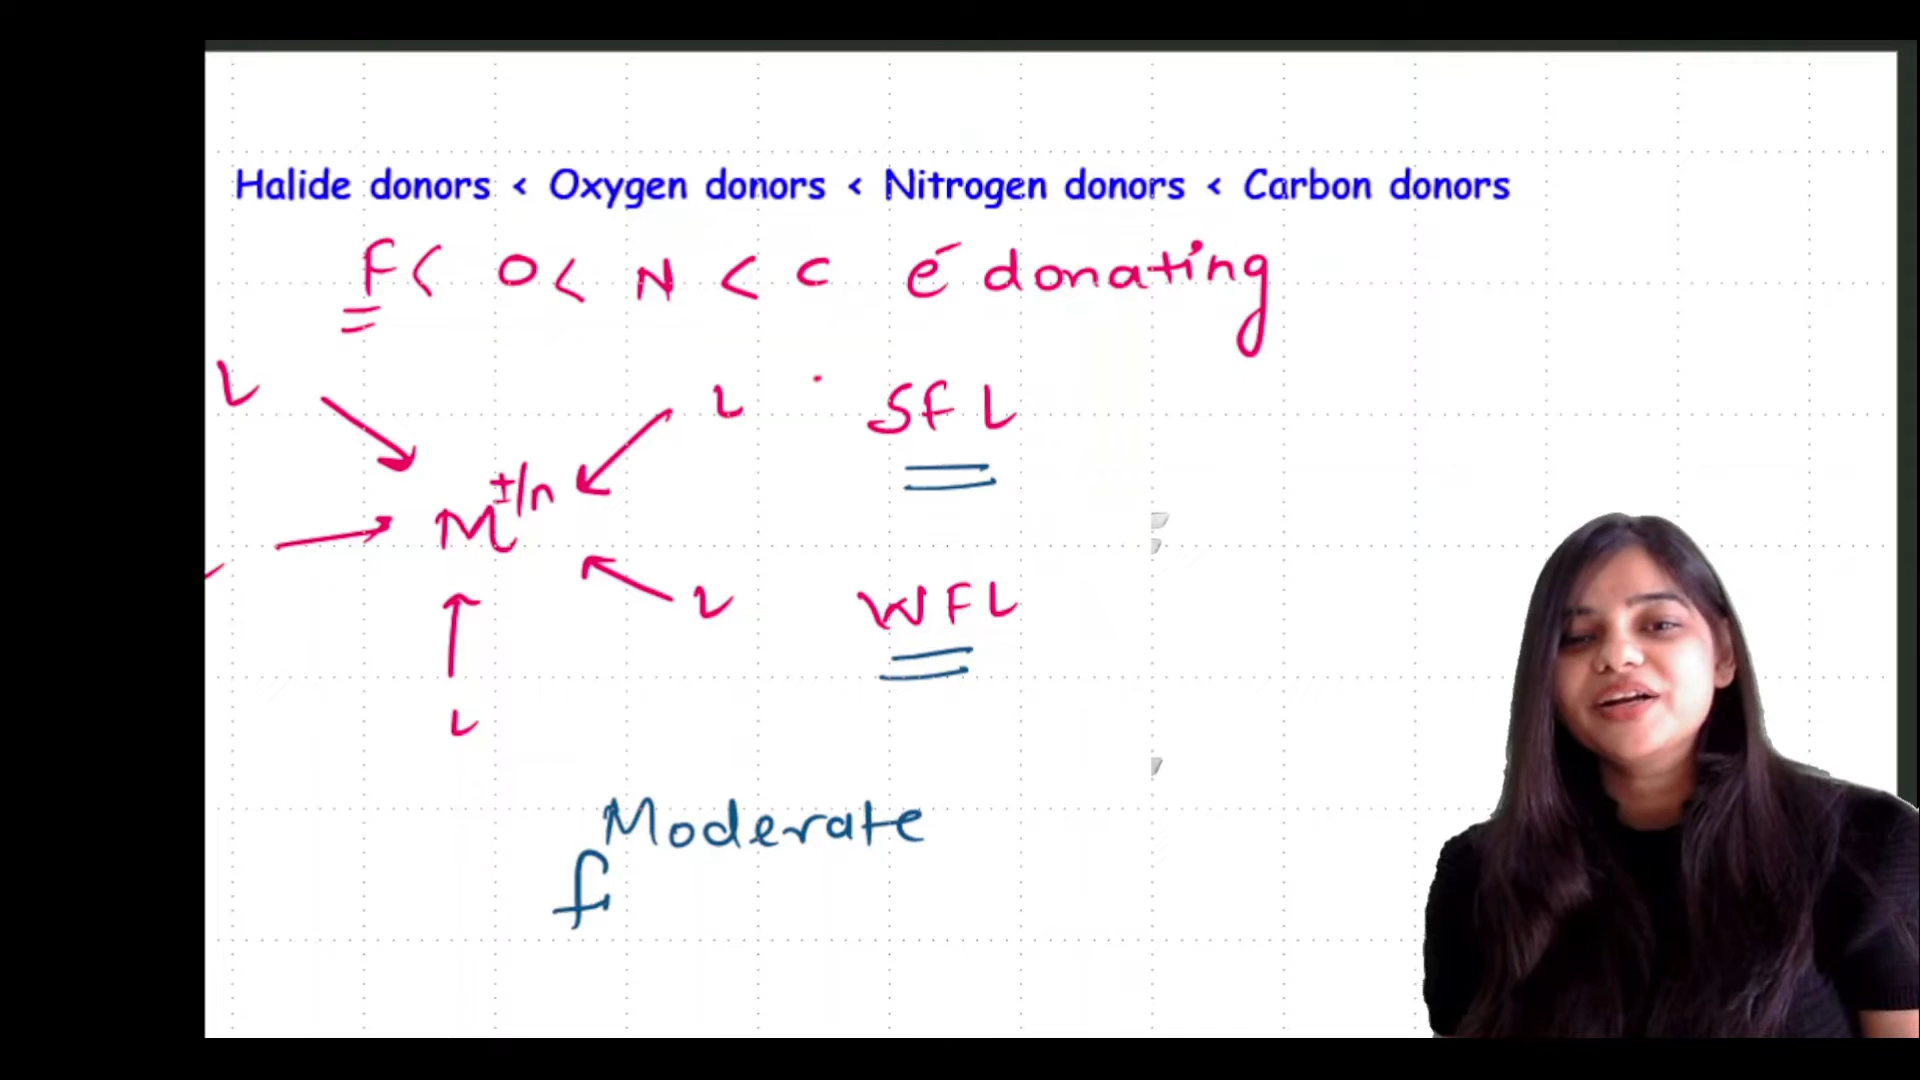 Halide donors < Oxygen donors < Nitrogen donors < Carbon donors
F < O < N < C e⁻ donating
L
L SFL
M±/n
L WFL
L
Moderate
f